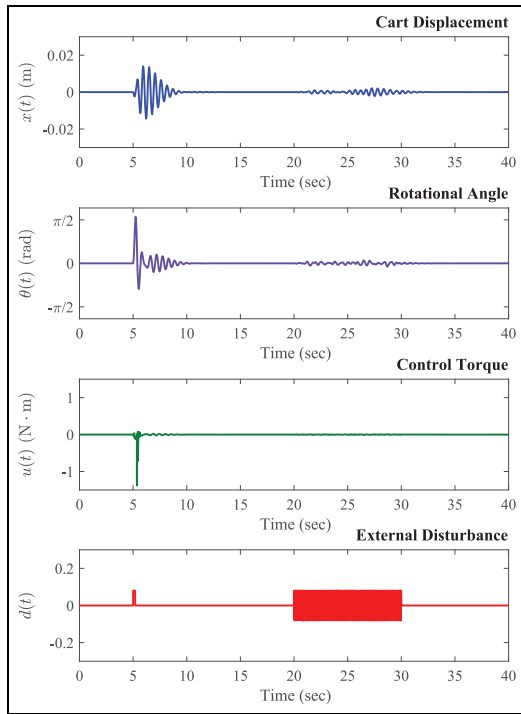 Cart Displacement
x(t) (m)
0.02
0
-0.02
0 5 10 15 20 25 30 35 40
Time (sec)
Rotational Angle
θ(t) (rad)
π/2
0
-π/2
0 5 10 15 20 25 30 35 40
Time (sec)
Control Torque
u(t) (N · m)
1
0
-1
0 5 10 15 20 25 30 35 40
Time (sec)
External Disturbance
d(t)
0.2
0
-0.2
0 5 10 15 20 25 30 35 40
Time (sec)